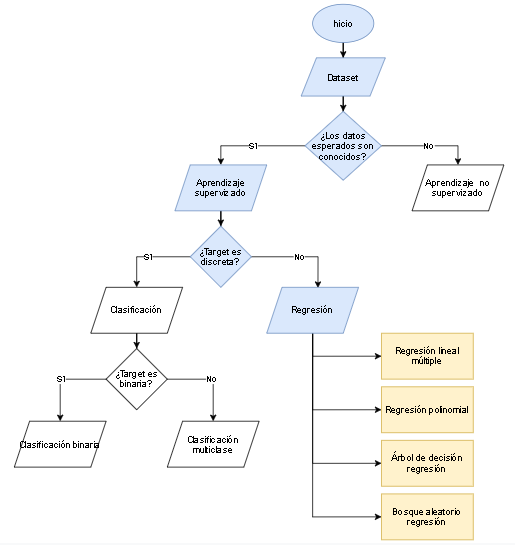 Inicio
Dataset
¿Los datos
esperados son
conocidos?
Sí
No
Aprendizaje
supervizado
Aprendizaje no
supervizado
¿Target es
discreta?
Sí
No
Clasificación
Regresión
¿Target es
binaria?
Sí
No
Clasificación binaria
Clasificación
multiclase
Regresión lineal
múltiple
Regresión polinomial
Árbol de decisión
regresión
Bosque aleatorio
regresión